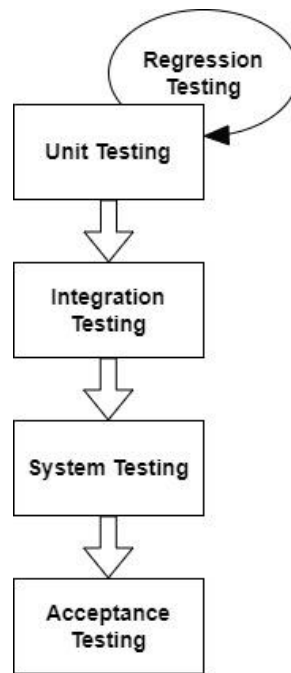 Regression
Testing
Unit Testing
Integration
Testing
System Testing
Acceptance
Testing